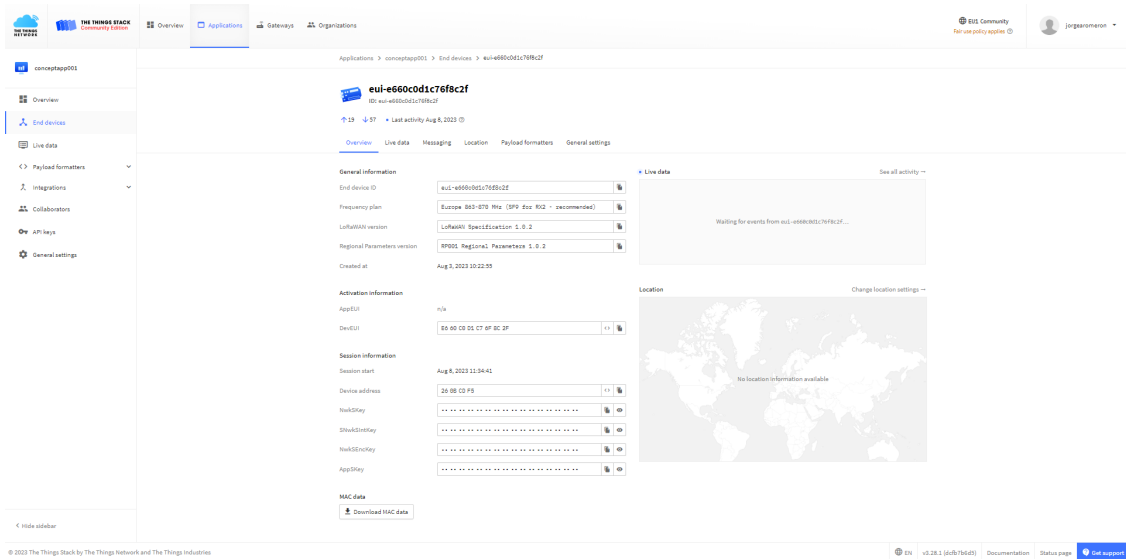 THE THINGS NETWORK
THE THINGS STACK
Community Edition
Overview
Applications
Gateways
Organizations
EU1 Community
Fair use policy applies
jorgearomeron
conceptapp001
Overview
End devices
Live data
Payload formatters
Integrations
Collaborators
API keys
General settings
Hide sidebar
Applications > conceptapp001 > End devices > eui-e660c0d1c76f8c2f
eui-e660c0d1c76f8c2f
ID: eui-e660c0d1c76f8c2f
↑19 ↓57 • Last activity Aug 8, 2023
Overview Live data Messaging Location Payload formatters General settings
General information
End device ID eui-e660c0d1c76f8c2f
Frequency plan Europe 863-870 MHz (SF9 for RX2 - recommended)
LoRaWAN version LoRaWAN Specification 1.0.2
Regional Parameters version RP001 Regional Parameters 1.0.2
Created at Aug 3, 2023 10:22:55
Activation information
AppEUI n/a
DevEUI E6 60 C0 D1 C7 6F 8C 2F
Session information
Session start Aug 8, 2023 11:34:41
Device address 26 0B CD F5
NwkSKey
SNwkSIntKey
NwkSEncKey
AppSKey
MAC data
Download MAC data
• Live data
See all activity →
Waiting for events from eui-e660c0d1c76f8c2f...
Location
Change location settings →
No location information available
© 2023 The Things Stack by The Things Network and The Things Industries
EN
v3.26.1 (dcfb7b6d3)
Documentation
Status page
Get support